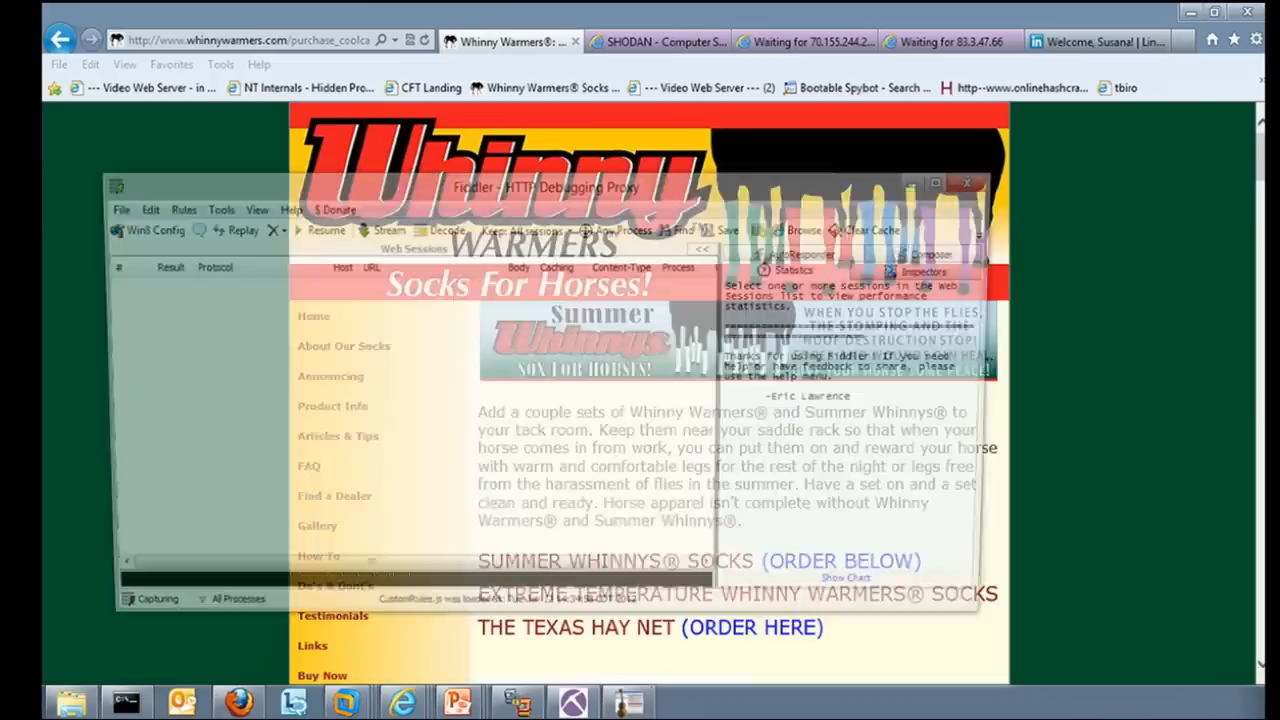 http://www.whinnywarmers.com/purchase_coolca
Whinny Warmers®: ...
SHODAN - Computer S...
Waiting for 70.155.244.2...
Waiting for 83.3.47.66
Welcome, Susana! | Lin...
File Edit View Favorites Tools Help
--- Video Web Server - in ...
NT Internals - Hidden Pro...
CFT Landing
Whinny Warmers® Socks ...
--- Video Web Server --- (2)
Bootable Spybot - Search ...
http--www.onlinehashcra...
tbiro
Whinny
WARMERS
Socks For Horses!
Fiddler - HTTP Debugging Proxy
File Edit Rules Tools View Help $ Donate
Win8 Config Replay Resume Stream Decode Keep: All sessions Any Process Find Save Browse Clear Cache
Web Sessions <<
# Result Protocol Host URL Body Caching Content-Type Process
AutoResponder Composer
Statistics Inspectors
Select one or more sessions in the Web
Sessions list to view performance
statistics.
Thanks for using Fiddler! If you need
help or have feedback to share, please
use the Help menu.
-Eric Lawrence
Show Chart
Capturing All Processes
Summer
Whinnys
SOX FOR HORSES!
WHEN YOU STOP THE FLIES,
THE STOMPING AND THE
HOOF DESTRUCTION STOP!
Home
About Our Socks
Announcing
Product Info
Articles & Tips
FAQ
Find a Dealer
Gallery
How To
Do's & Dont's
Testimonials
Links
Buy Now
Add a couple sets of Whinny Warmers® and Summer Whinnys® to
your tack room. Keep them near your saddle rack so that when your
horse comes in from work, you can put them on and reward your horse
with warm and comfortable legs for the rest of the night or legs free
from the harassment of flies in the summer. Have a set on and a set
clean and ready. Horse apparel isn't complete without Whinny
Warmers® and Summer Whinnys®.
SUMMER WHINNYS® SOCKS (ORDER BELOW)
EXTREME TEMPERATURE WHINNY WARMERS® SOCKS
THE TEXAS HAY NET (ORDER HERE)